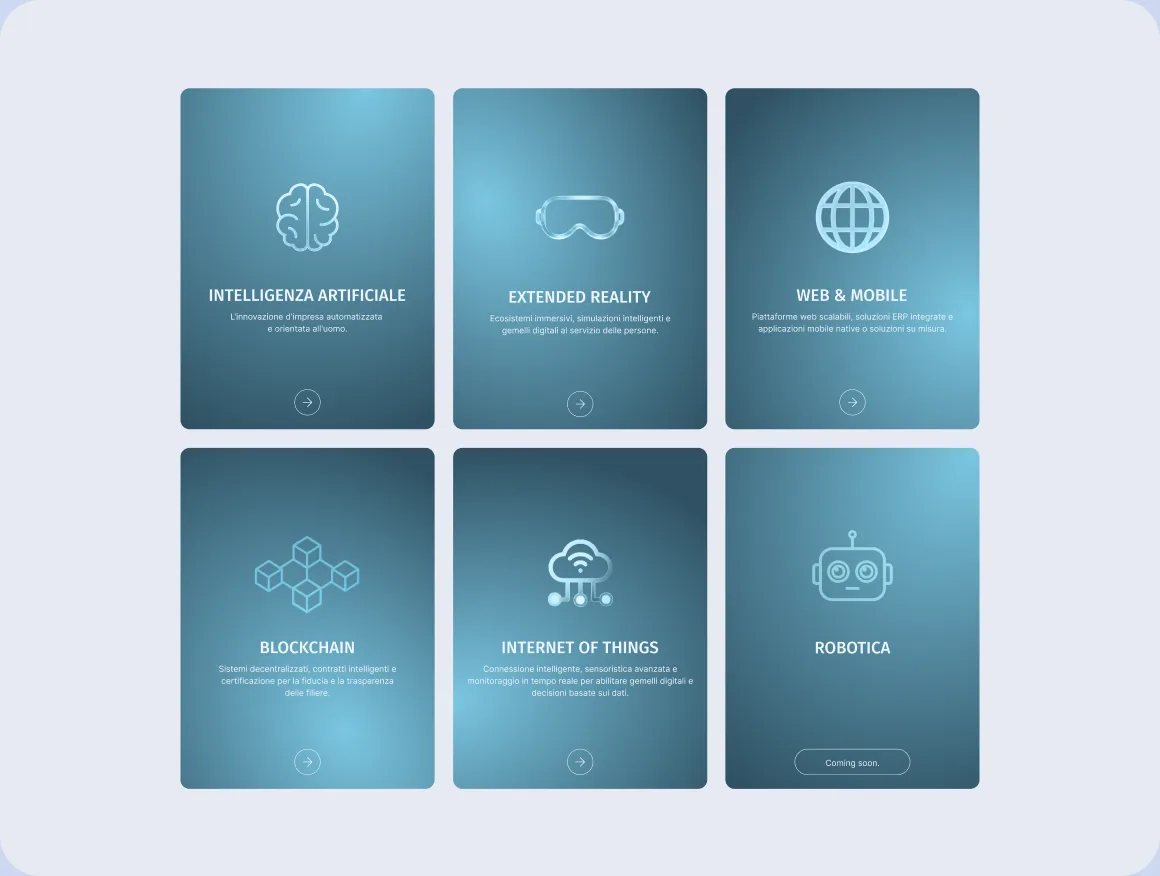 INTELLIGENZA ARTIFICIALE
L'innovazione d'impresa automatizzata
e orientata all'uomo.
EXTENDED REALITY
Ecosistemi immersivi, simulazioni intelligenti e
gemelli digitali al servizio delle persone.
WEB & MOBILE
Piattaforme web scalabili, soluzioni ERP integrate e
applicazioni mobile native o soluzioni su misura.
BLOCKCHAIN
Sistemi decentralizzati, contratti intelligenti e
certificazione per la fiducia e la trasparenza
delle filiere.
INTERNET OF THINGS
Connessione intelligente, sensoristica avanzata e
monitoraggio in tempo reale per abilitare gemelli digitali e
decisioni basate sui dati.
ROBOTICA
Coming soon.